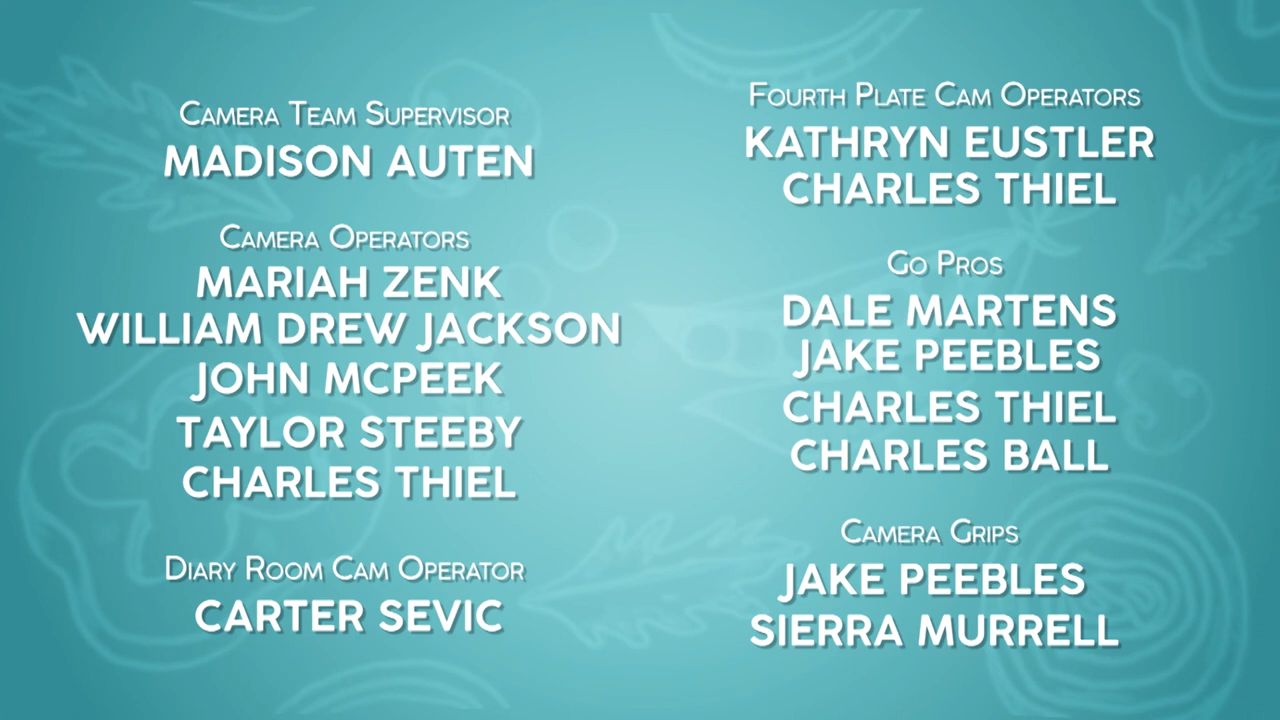 Camera Team Supervisor
MADISON AUTEN
Camera Operators
MARIAH ZENK
WILLIAM DREW JACKSON
JOHN MCPEEK
TAYLOR STEEBY
CHARLES THIEL
Diary Room Cam Operator
CARTER SEVIC
Fourth Plate Cam Operators
KATHRYN EUSTLER
CHARLES THIEL
Go Pros
DALE MARTENS
JAKE PEEBLES
CHARLES THIEL
CHARLES BALL
Camera Grips
JAKE PEEBLES
SIERRA MURRELL